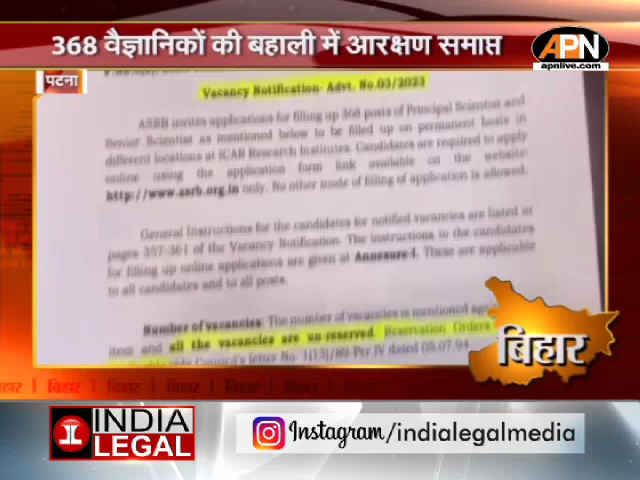 368 वैज्ञानिकों की बहाली में आरक्षण समाप्त
APN
apnlive.com
पटना
Vacancy Notification- Advt. No.03/2023
ASRB invites applications for filling up 368 posts of Principal Scientist and
Senior Scientist as mentioned below to be filled up on permanent basis in
different locations at ICAR Research Institutes. Candidates are required to apply
online using the application form link available on the website:
http://www.asrb.org.in only. No other mode of filling of application is allowed.
General Instructions for the candidates for notified vacancies are listed at
pages 357-361 of the Vacancy Notification. The instructions to the candidates
for filling up online applications are given at Annexure-I. These are applicable
to all candidates and to all posts.
Number of vacancies: The number of vacancies is mentioned
item and all the vacancies are un-reserved. Reservation Orders
Council's letter No. 1(13)/89-Per IV dated 05.07.94
बिहार
बिहार | बिहार | बिहार | बिहार | बिहार | बिहार
INDIA
LEGAL
Instagram/indialegalmedia